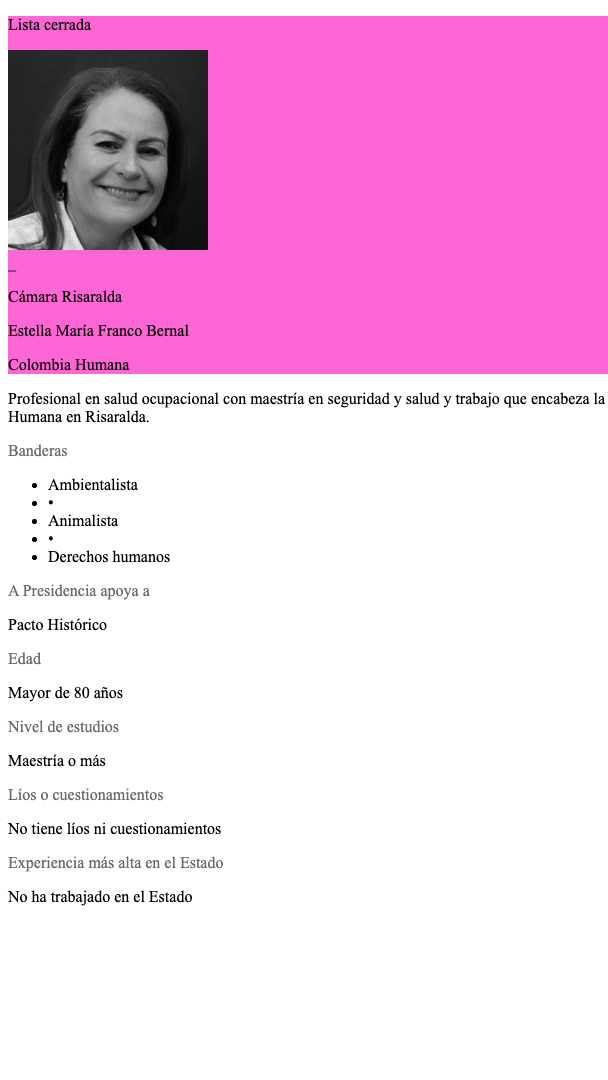 Lista cerrada
_
Cámara Risaralda
Estella María Franco Bernal
Colombia Humana
Profesional en salud ocupacional con maestría en seguridad y salud y trabajo que encabeza la
Humana en Risaralda.
Banderas
• Ambientalista
• •
• Animalista
• •
• Derechos humanos
A Presidencia apoya a
Pacto Histórico
Edad
Mayor de 80 años
Nivel de estudios
Maestría o más
Líos o cuestionamientos
No tiene líos ni cuestionamientos
Experiencia más alta en el Estado
No ha trabajado en el Estado